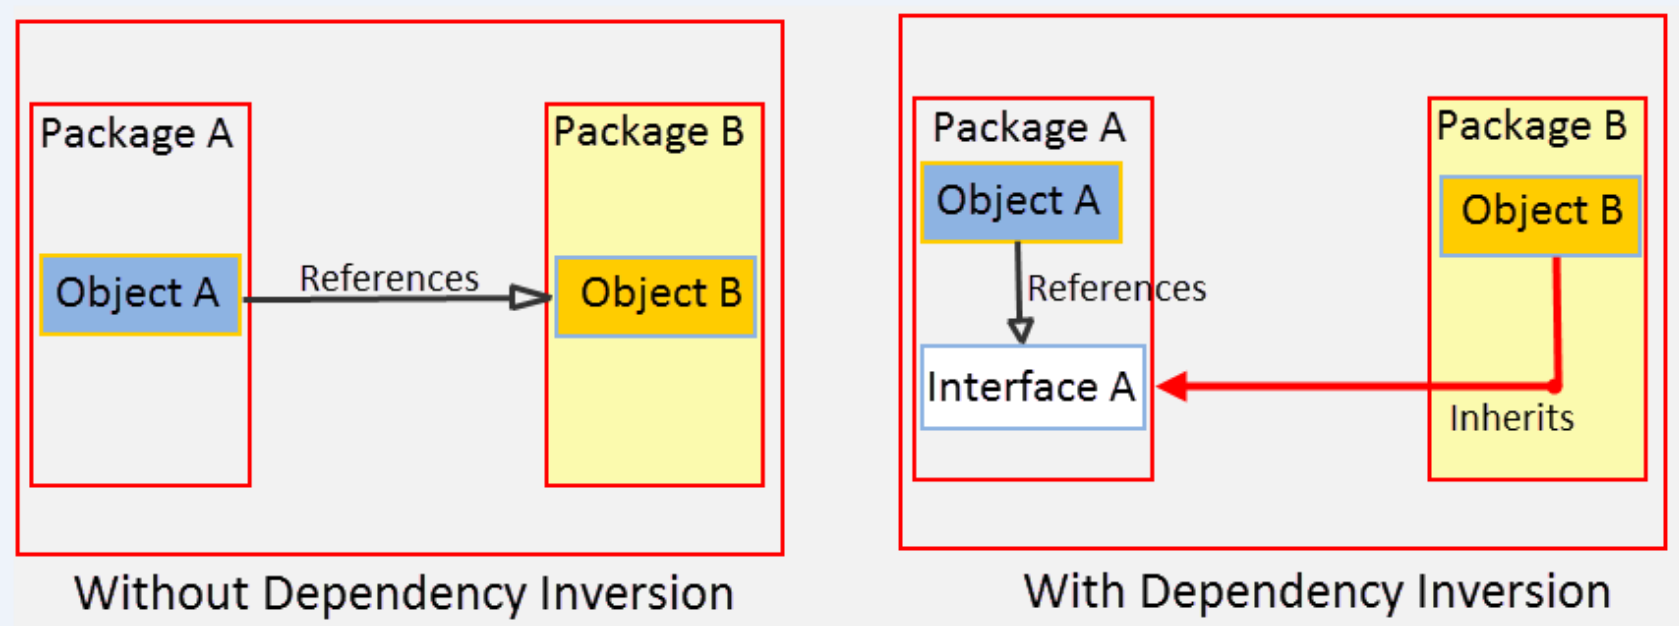 Package A
Package B
Object A
References
Object B
Without Dependency Inversion
Package A
Package B
Object A
Object B
References
Interface A
Inherits
With Dependency Inversion